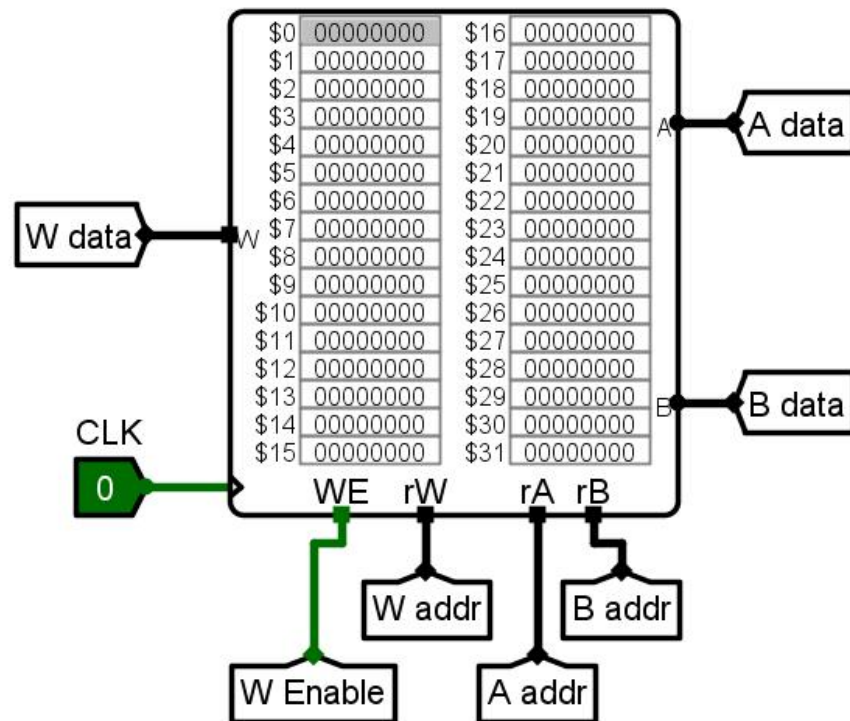 $0 00000000 $16 00000000
$1 00000000 $17 00000000
$2 00000000 $18 00000000
$3 00000000 $19 00000000
$4 00000000 $20 00000000
$5 00000000 $21 00000000
$6 00000000 $22 00000000
$7 00000000 $23 00000000
$8 00000000 $24 00000000
$9 00000000 $25 00000000
$10 00000000 $26 00000000
$11 00000000 $27 00000000
$12 00000000 $28 00000000
$13 00000000 $29 00000000
$14 00000000 $30 00000000
$15 00000000 $31 00000000
A
A data
W data
W
B
B data
CLK
0
WE rW rA rB
W addr
B addr
W Enable
A addr